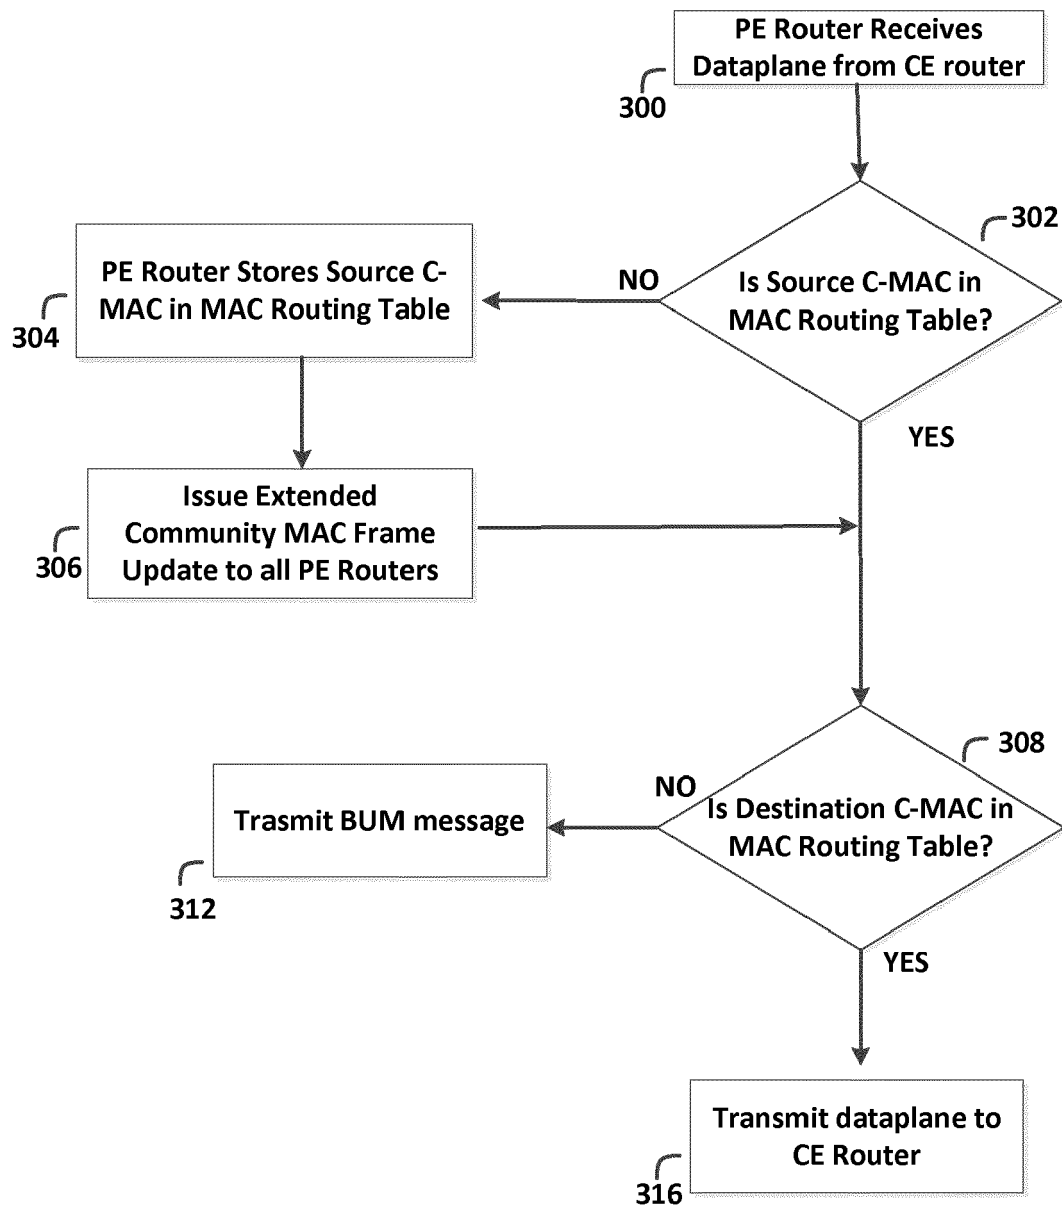 PE Router Receives
Dataplane from CE router
300
302
Is Source C-MAC in
MAC Routing Table?
NO
PE Router Stores Source C-
MAC in MAC Routing Table
304
YES
Issue Extended
Community MAC Frame
Update to all PE Routers
306
308
Is Destination C-MAC in
MAC Routing Table?
NO
Trasmit BUM message
312
YES
Transmit dataplane to
CE Router
316